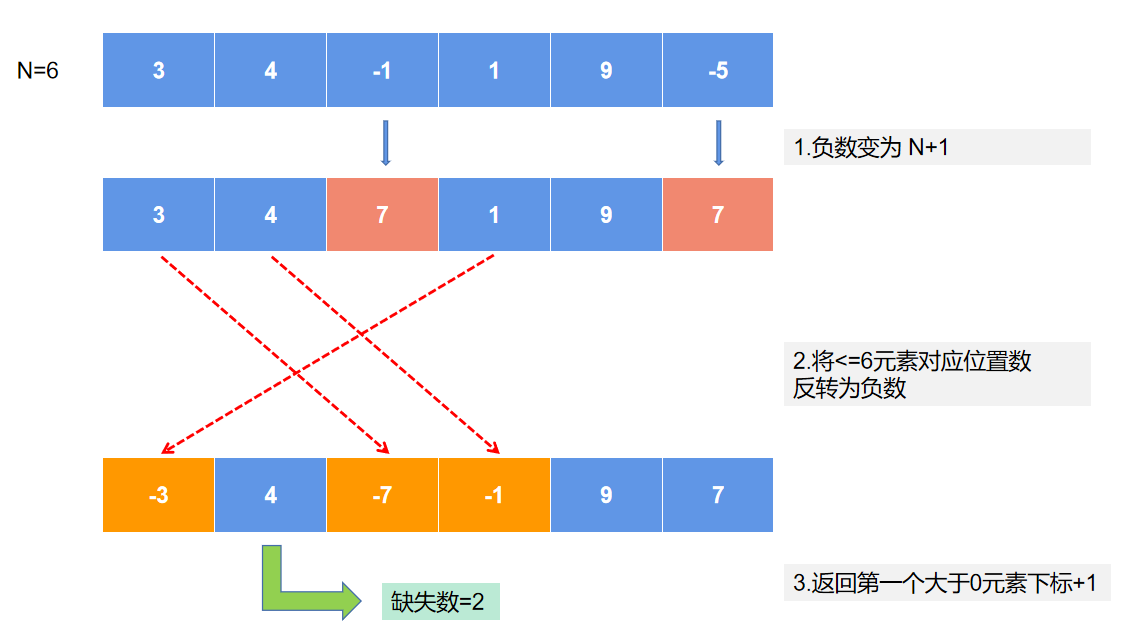 N=6 3 4 -1 1 9 -5
1.负数变为 N+1
3 4 7 1 9 7
2.将<=6元素对应位置数
反转为负数
-3 4 -7 -1 9 7
3.返回第一个大于0元素下标+1
缺失数=2